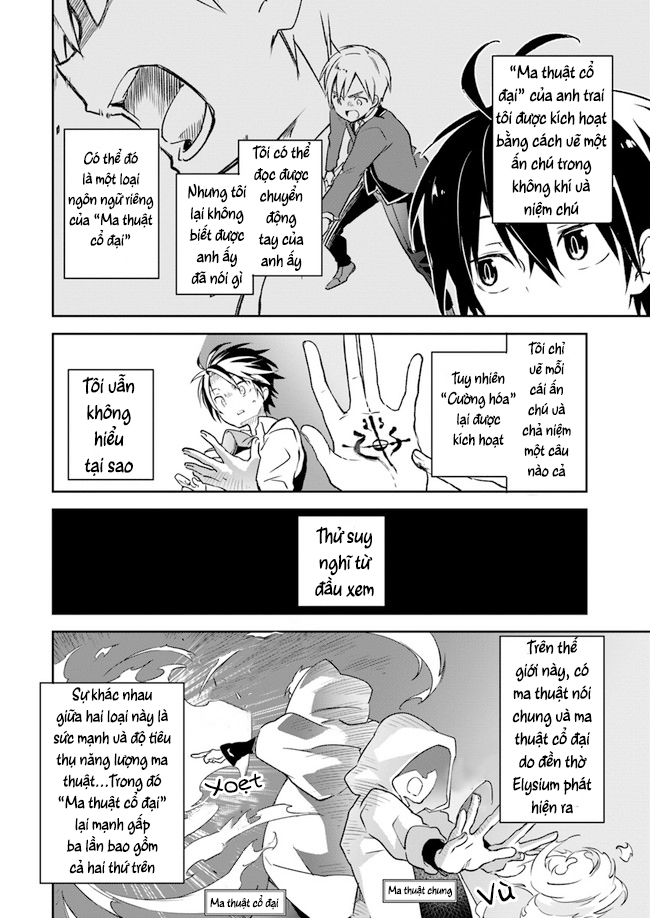 “Ma thuật cổ
đại” của anh trai
tôi được kích hoạt
bằng cách vẽ một
ấn chú trong
không khí và
niệm chú
Tôi có thể
đọc được
chuyển
động
tay của
anh ấy
Nhưng tôi
lại không
biết được
anh ấy
đã nói gì
Có thể đó
là một loại
ngôn ngữ riêng
của “Ma thuật
cổ đại”
Tôi chỉ
vẽ mỗi
cái ấn
chú và
chả niệm
một câu
nào cả
Tuy nhiên
“Cường hóa”
lại được
kích hoạt
Tôi vẫn
không
hiểu
tại sao
Thử suy
nghĩ từ
đầu xem
Trên thế
giới này, có
ma thuật nói
chung và ma
thuật cổ đại
do đền thờ
Elysium phát
hiện ra
Sự khác nhau
giữa hai loại này là
sức mạnh và độ tiêu
thụ năng lượng ma
thuật...Trong đó
“Ma thuật cổ đại”
lại mạnh gấp
ba lần bao gồm
cả hai thứ trên
Xoẹt
Vù
Ma thuật chung
Ma thuật cổ đại